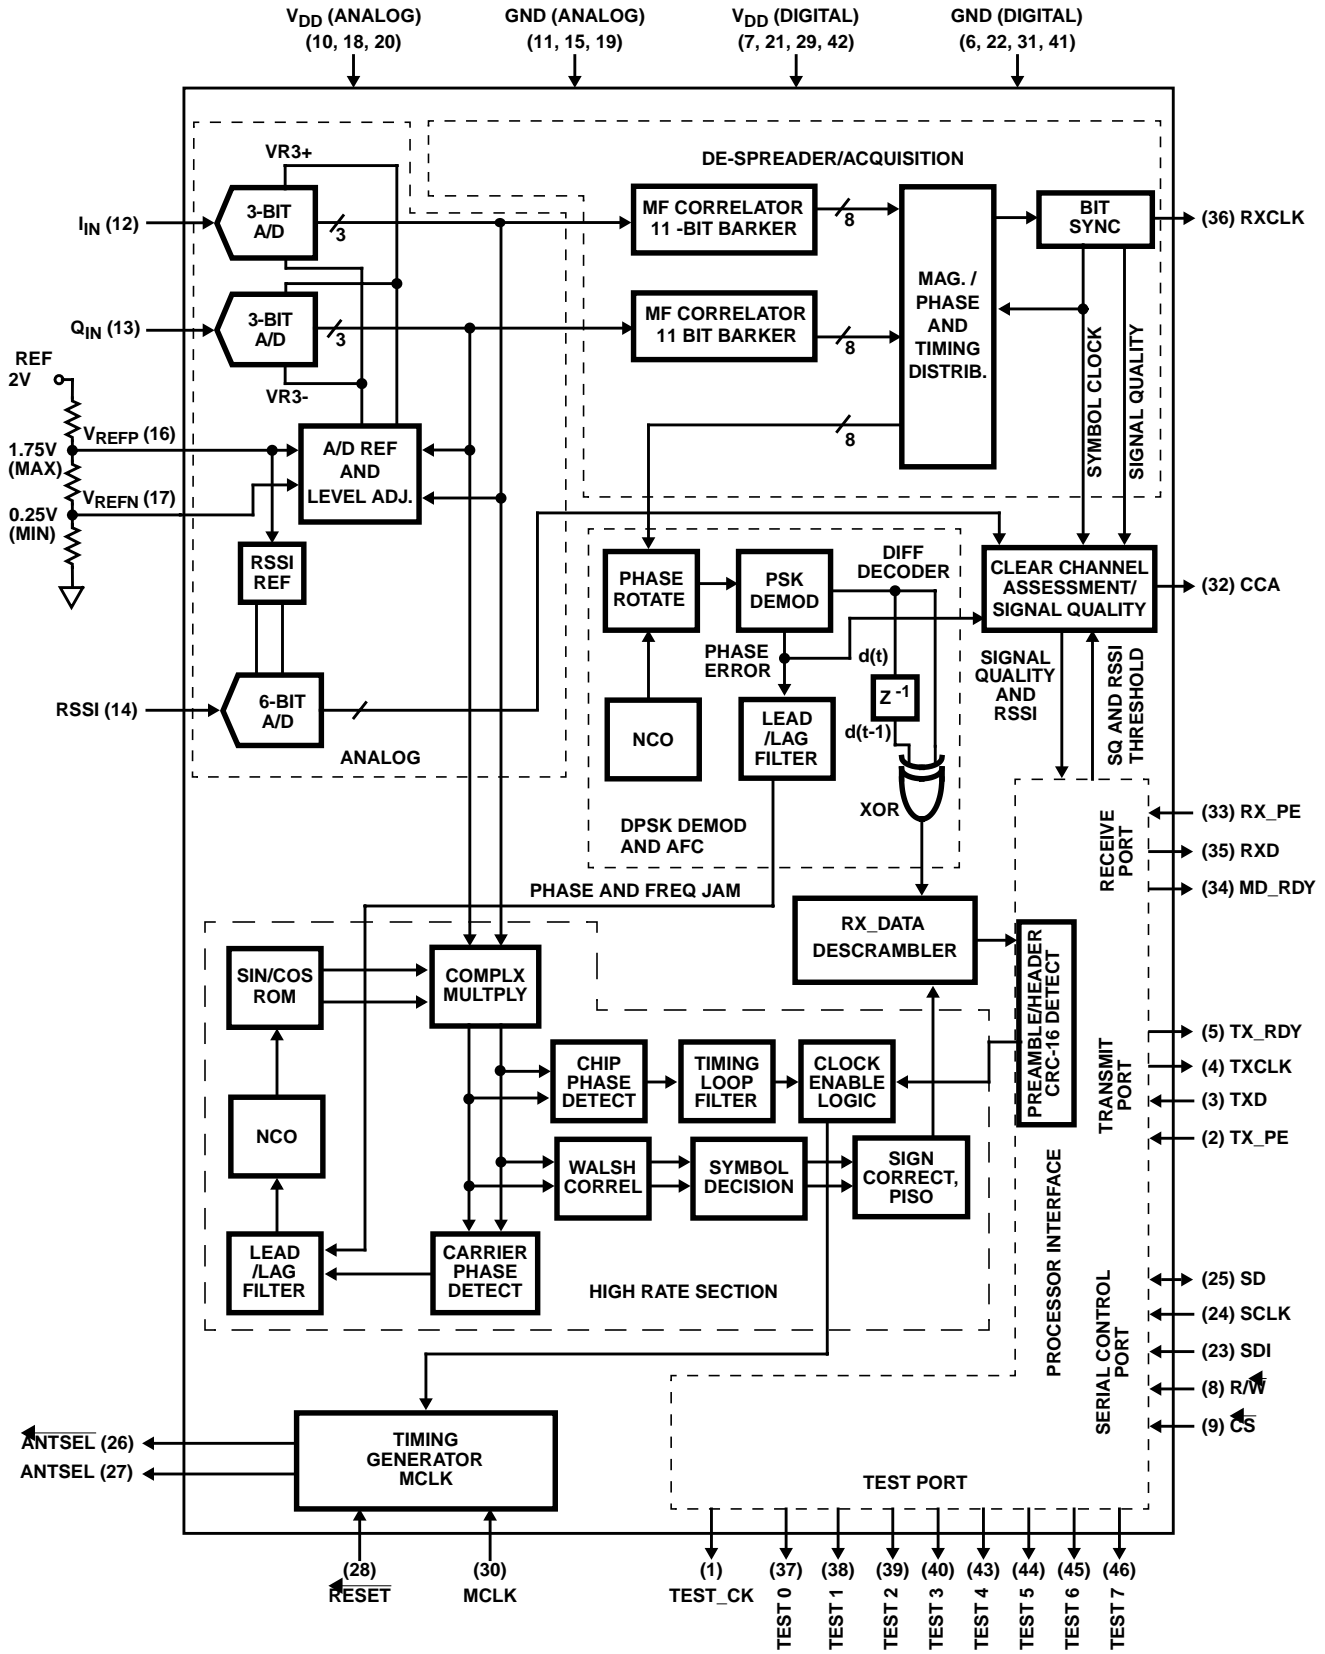 VDD (ANALOG)
(10, 18, 20)
GND (ANALOG)
(11, 15, 19)
VDD (DIGITAL)
(7, 21, 29, 42)
GND (DIGITAL)
(6, 22, 31, 41)
DE-SPREADER/ACQUISITION
VR3+
IIN (12)
3-BIT
A/D
3
MF CORRELATOR
11 -BIT BARKER
8
BIT
SYNC
(36) RXCLK
MAG. /
PHASE
AND
TIMING
DISTRIB.
QIN (13)
3-BIT
A/D
3
MF CORRELATOR
11 BIT BARKER
8
SYMBOL CLOCK
SIGNAL QUALITY
REF
2V
VR3-
VREFP (16)
1.75V
(MAX)
VREFN (17)
0.25V
(MIN)
A/D REF
AND
LEVEL ADJ.
8
RSSI
REF
PHASE
ROTATE
PSK
DEMOD
DIFF
DECODER
CLEAR CHANNEL
ASSESSMENT/
SIGNAL QUALITY
(32) CCA
PHASE
ERROR
d(t)
SIGNAL
QUALITY
AND
RSSI
SQ AND RSSI
THRESHOLD
RSSI (14)
6-BIT
A/D
ANALOG
NCO
LEAD
/LAG
FILTER
Z -1
d(t-1)
XOR
DPSK DEMOD
AND AFC
RECEIVE
PORT
(33) RX_PE
(35) RXD
(34) MD_RDY
PHASE AND FREQ JAM
RX_DATA
DESCRAMBLER
PREAMBLE/HEADER
CRC-16 DETECT
SIN/COS
ROM
COMPLX
MULTPLY
CHIP
PHASE
DETECT
TIMING
LOOP
FILTER
CLOCK
ENABLE
LOGIC
TRANSMIT
PORT
(5) TX_RDY
(4) TXCLK
(3) TXD
(2) TX_PE
NCO
WALSH
CORREL
SYMBOL
DECISION
SIGN
CORRECT,
PISO
LEAD
/LAG
FILTER
CARRIER
PHASE
DETECT
HIGH RATE SECTION
PROCESSOR INTERFACE
SERIAL CONTROL
PORT
(25) SD
(24) SCLK
(23) SDI
(8) R/W
(9) CS
ANTSEL (26)
ANTSEL (27)
TIMING
GENERATOR
MCLK
TEST PORT
(28)
RESET
(30)
MCLK
(1)
TEST_CK
(37)
TEST 0
(38)
TEST 1
(39)
TEST 2
(40)
TEST 3
(43)
TEST 4
(44)
TEST 5
(45)
TEST 6
(46)
TEST 7